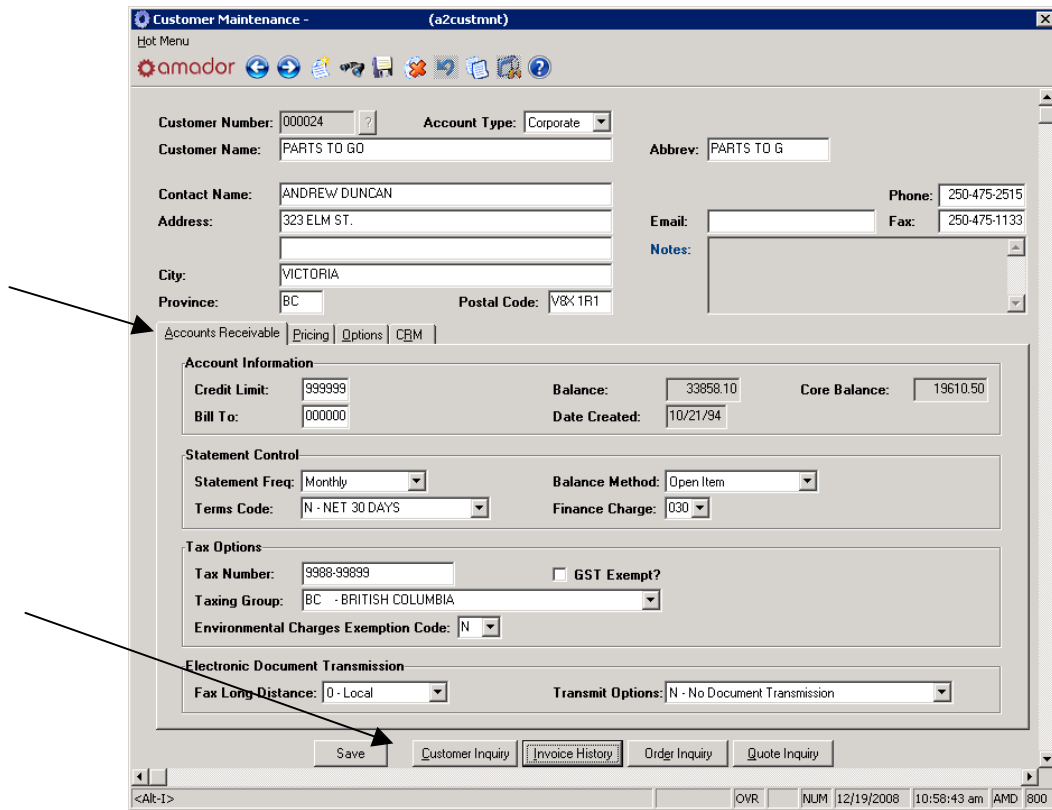 Customer Maintenance - (a2custmnt)
Hot Menu
amador
Customer Number: 000024 ? Account Type: Corporate
Customer Name: PARTS TO GO Abbrev: PARTS TO G
Contact Name: ANDREW DUNCAN Phone: 250-475-2515
Address: 323 ELM ST. Email: Fax: 250-475-1133
Notes:
City: VICTORIA
Province: BC Postal Code: V8X 1R1
Accounts Receivable Pricing Options CRM
Account Information
Credit Limit: 999999 Balance: 33858.10 Core Balance: 19610.50
Bill To: 000000 Date Created: 10/21/94
Statement Control
Statement Freq: Monthly Balance Method: Open Item
Terms Code: N - NET 30 DAYS Finance Charge: 030
Tax Options
Tax Number: 9988-99899 GST Exempt?
Taxing Group: BC - BRITISH COLUMBIA
Environmental Charges Exemption Code: N
Electronic Document Transmission
Fax Long Distance: 0 - Local Transmit Options: N - No Document Transmission
Save Customer Inquiry Invoice History Order Inquiry Quote Inquiry
<Alt-I> OVR NUM 12/19/2008 10:58:43 am AMD 800